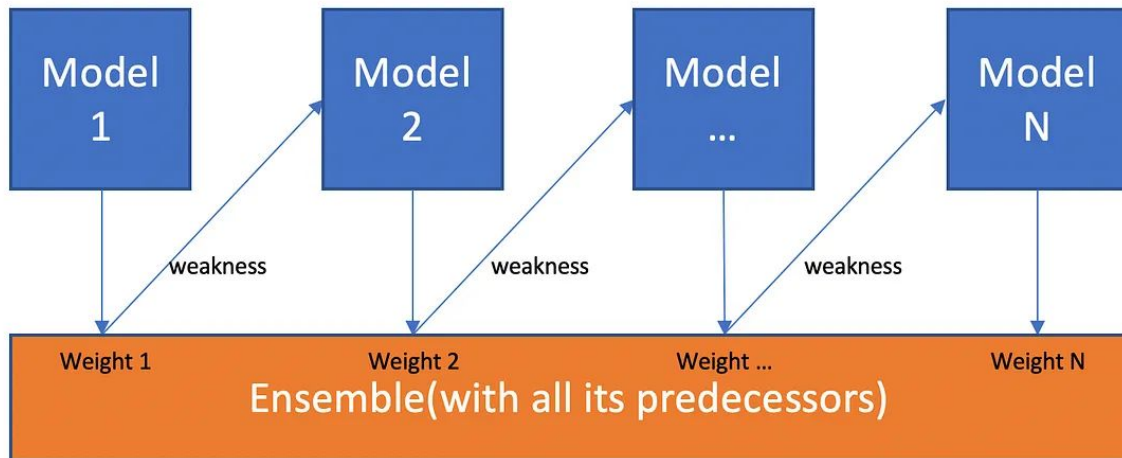 Model
1
Model
2
Model
...
Model
N
weakness
weakness
weakness
Weight 1
Weight 2
Weight ...
Weight N
Ensemble(with all its predecessors)